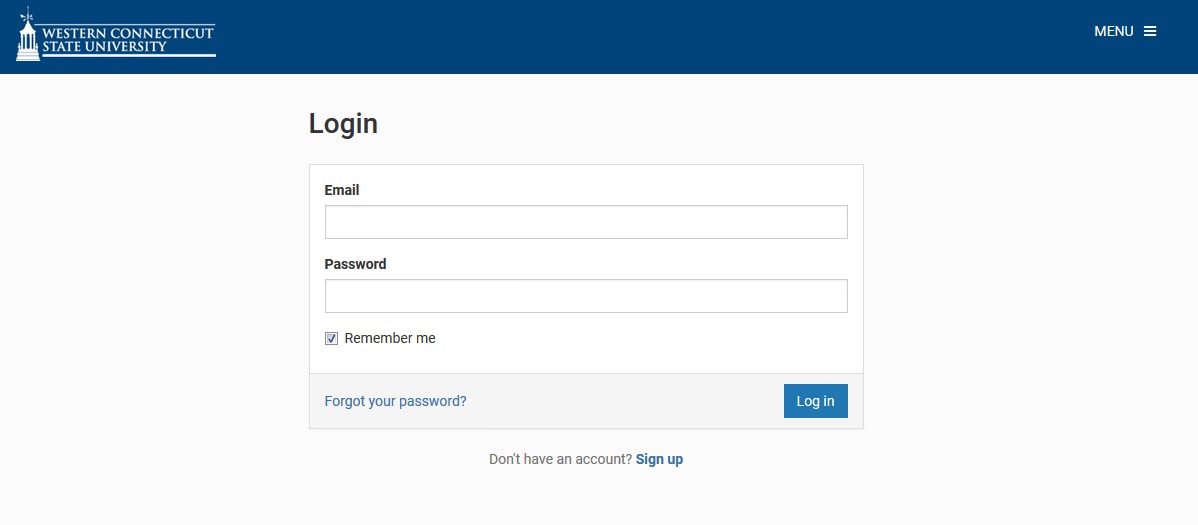 WESTERN CONNECTICUT
STATE UNIVERSITY
MENU
Login
Email
Password
Remember me
Forgot your password?
Log in
Don't have an account? Sign up